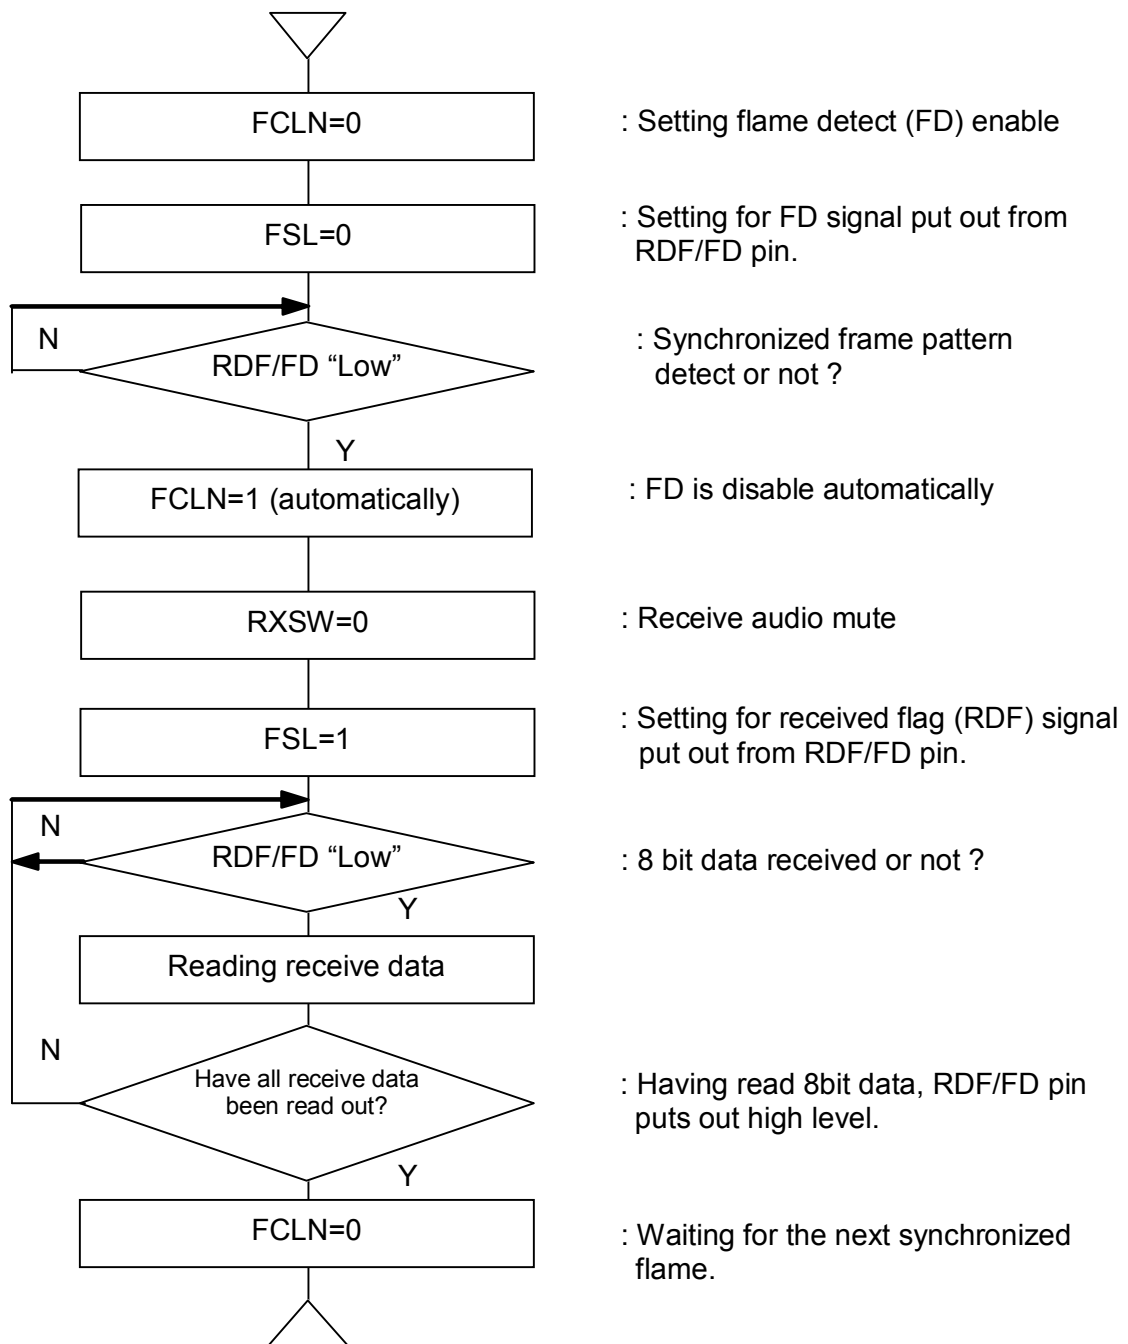 FCLN=0
: Setting flame detect (FD) enable
FSL=0
: Setting for FD signal put out from
RDF/FD pin.
N
RDF/FD “Low”
: Synchronized frame pattern
detect or not ?
Y
FCLN=1 (automatically)
: FD is disable automatically
RXSW=0
: Receive audio mute
FSL=1
: Setting for received flag (RDF) signal
put out from RDF/FD pin.
N
RDF/FD “Low”
: 8 bit data received or not ?
Y
Reading receive data
N
Have all receive data
been read out?
: Having read 8bit data, RDF/FD pin
puts out high level.
Y
FCLN=0
: Waiting for the next synchronized
flame.